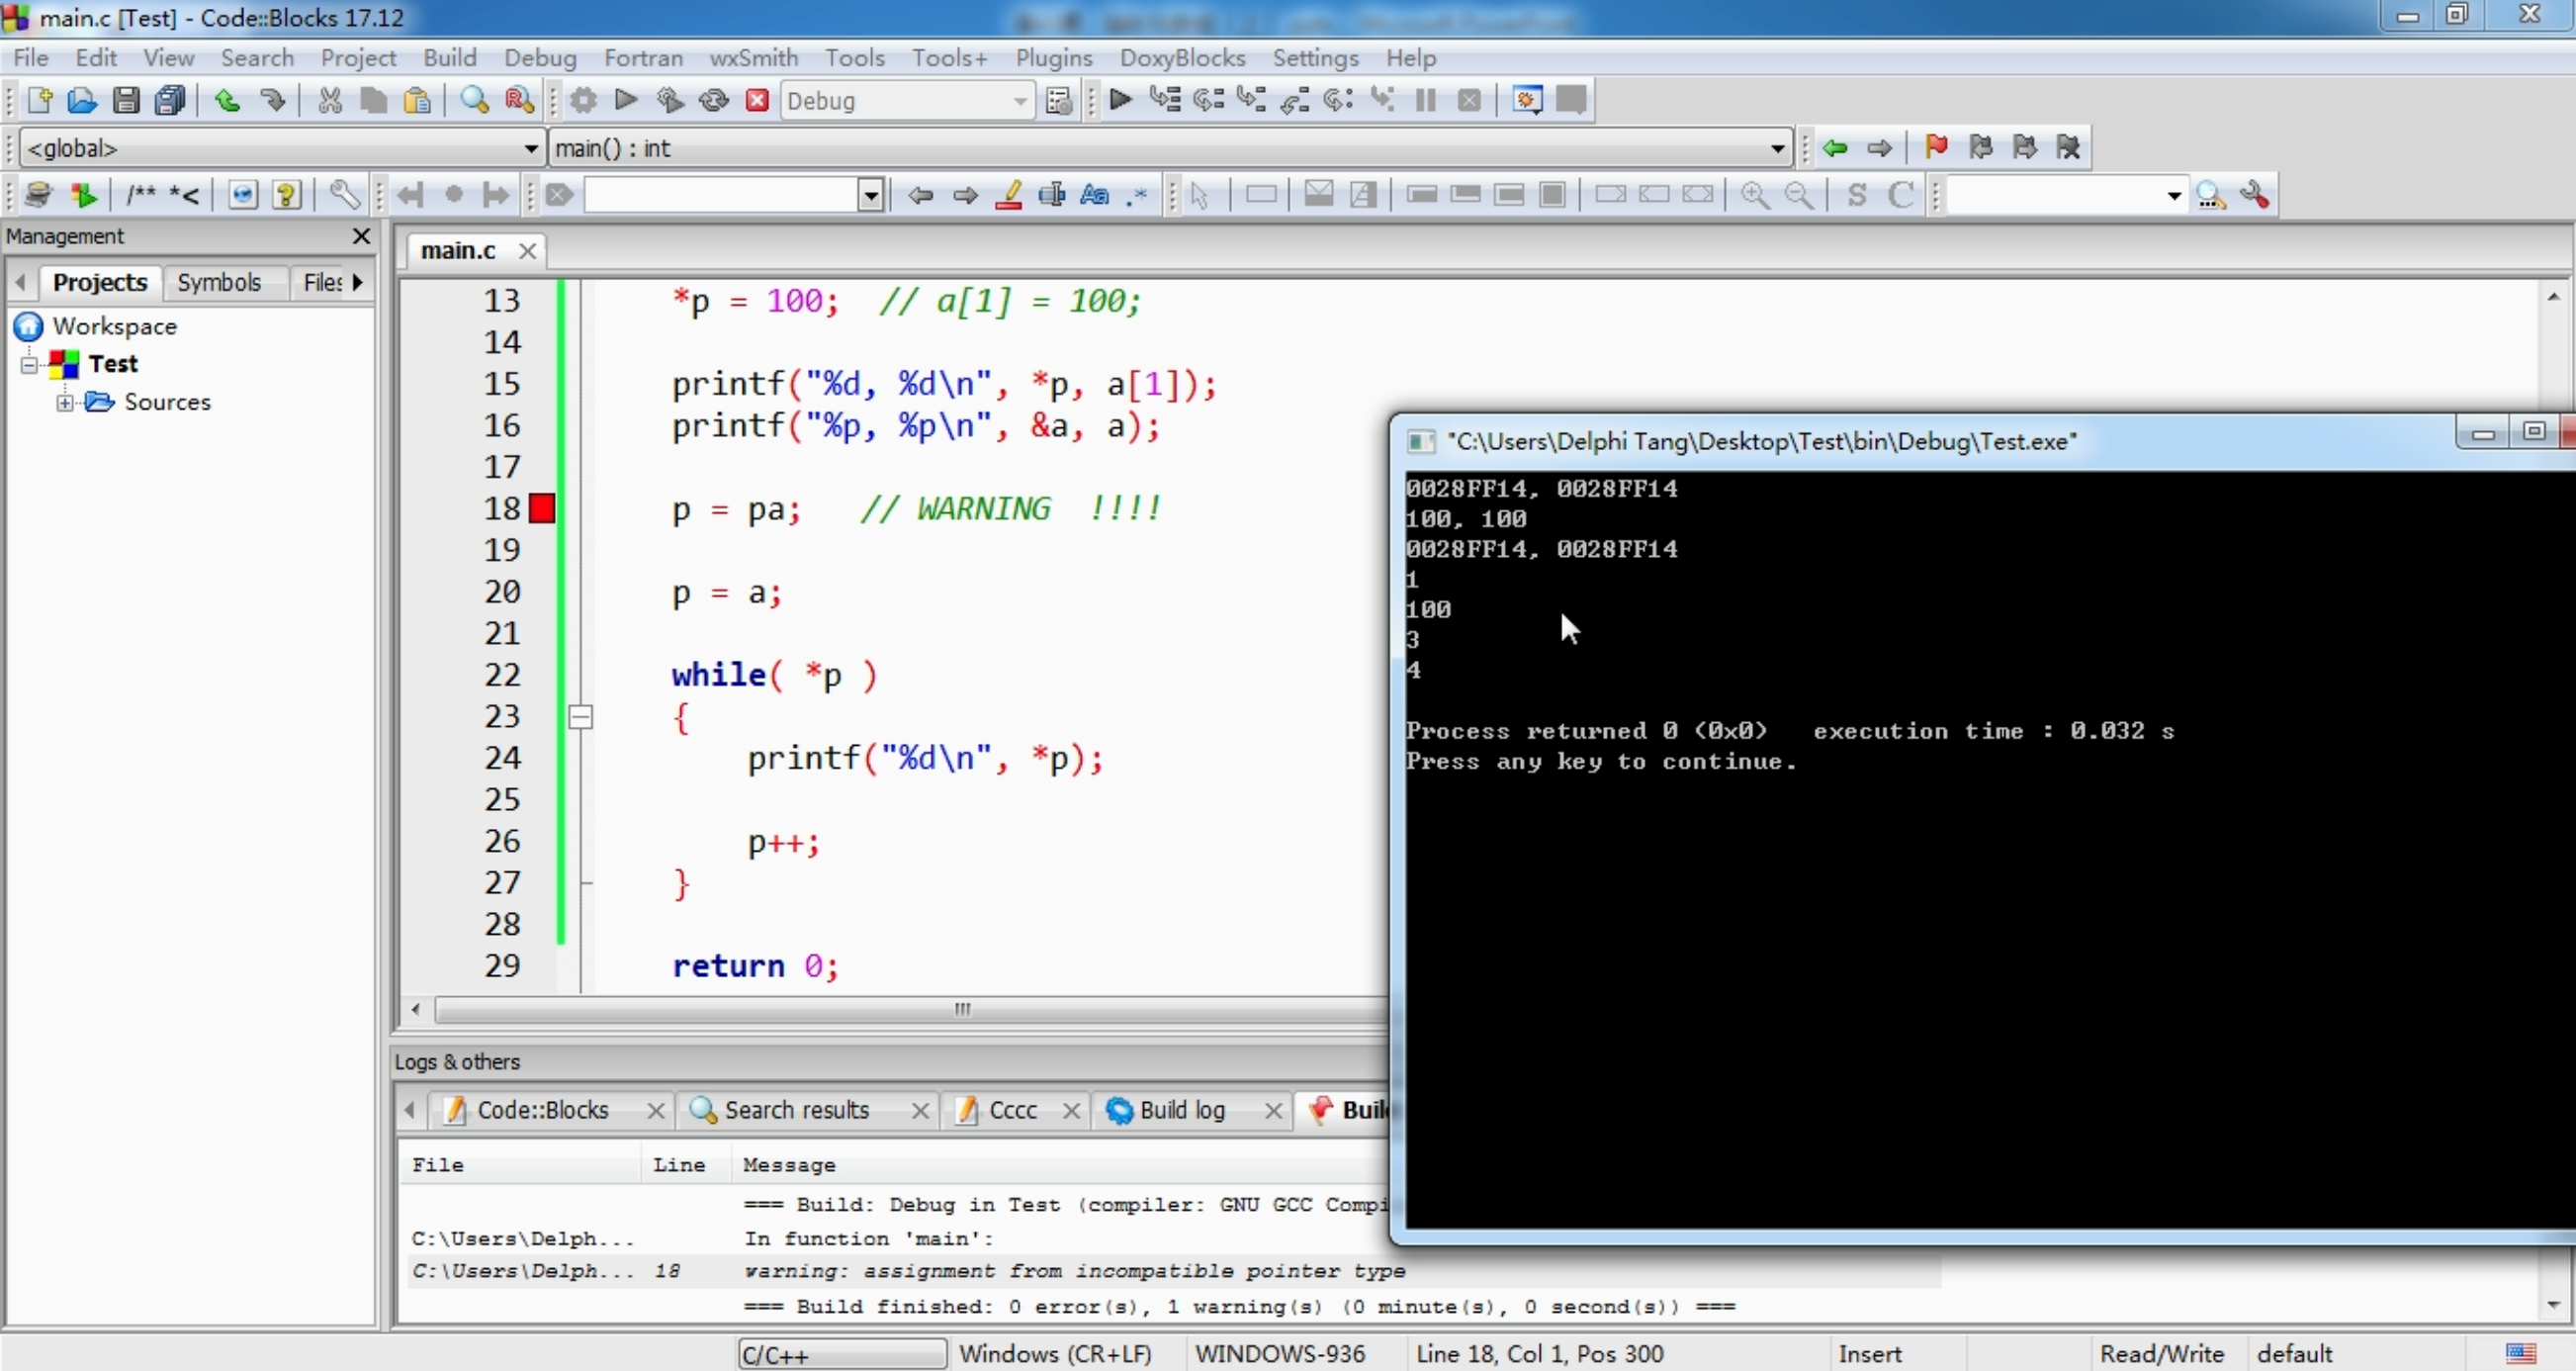 main.c [Test] - Code::Blocks 17.12
File Edit View Search Project Build Debug Fortran wxSmith Tools Tools+ Plugins DoxyBlocks Settings Help
Debug
<global> main() : int
/** *<
S C
Management
Projects Symbols Files
Workspace
Test
Sources
main.c
13 *p = 100; // a[1] = 100;
14
15 printf("%d, %d\n", *p, a[1]);
16 printf("%p, %p\n", &a, a);
17
18 p = pa; // WARNING !!!!
19
20 p = a;
21
22 while( *p )
23 {
24 printf("%d\n", *p);
25
26 p++;
27 }
28
29 return 0;
"C:\Users\Delphi Tang\Desktop\Test\bin\Debug\Test.exe"
0028FF14, 0028FF14
100, 100
0028FF14, 0028FF14
1
100
3
4
Process returned 0 (0x0) execution time : 0.032 s
Press any key to continue.
Logs & others
Code::Blocks Search results Cccc Build log Buil
File Line Message
=== Build: Debug in Test (compiler: GNU GCC Compi
C:\Users\Delph... In function 'main':
C:\Users\Delph... 18 warning: assignment from incompatible pointer type
=== Build finished: 0 error(s), 1 warning(s) (0 minute(s), 0 second(s)) ===
C/C++ Windows (CR+LF) WINDOWS-936 Line 18, Col 1, Pos 300 Insert Read/Write default